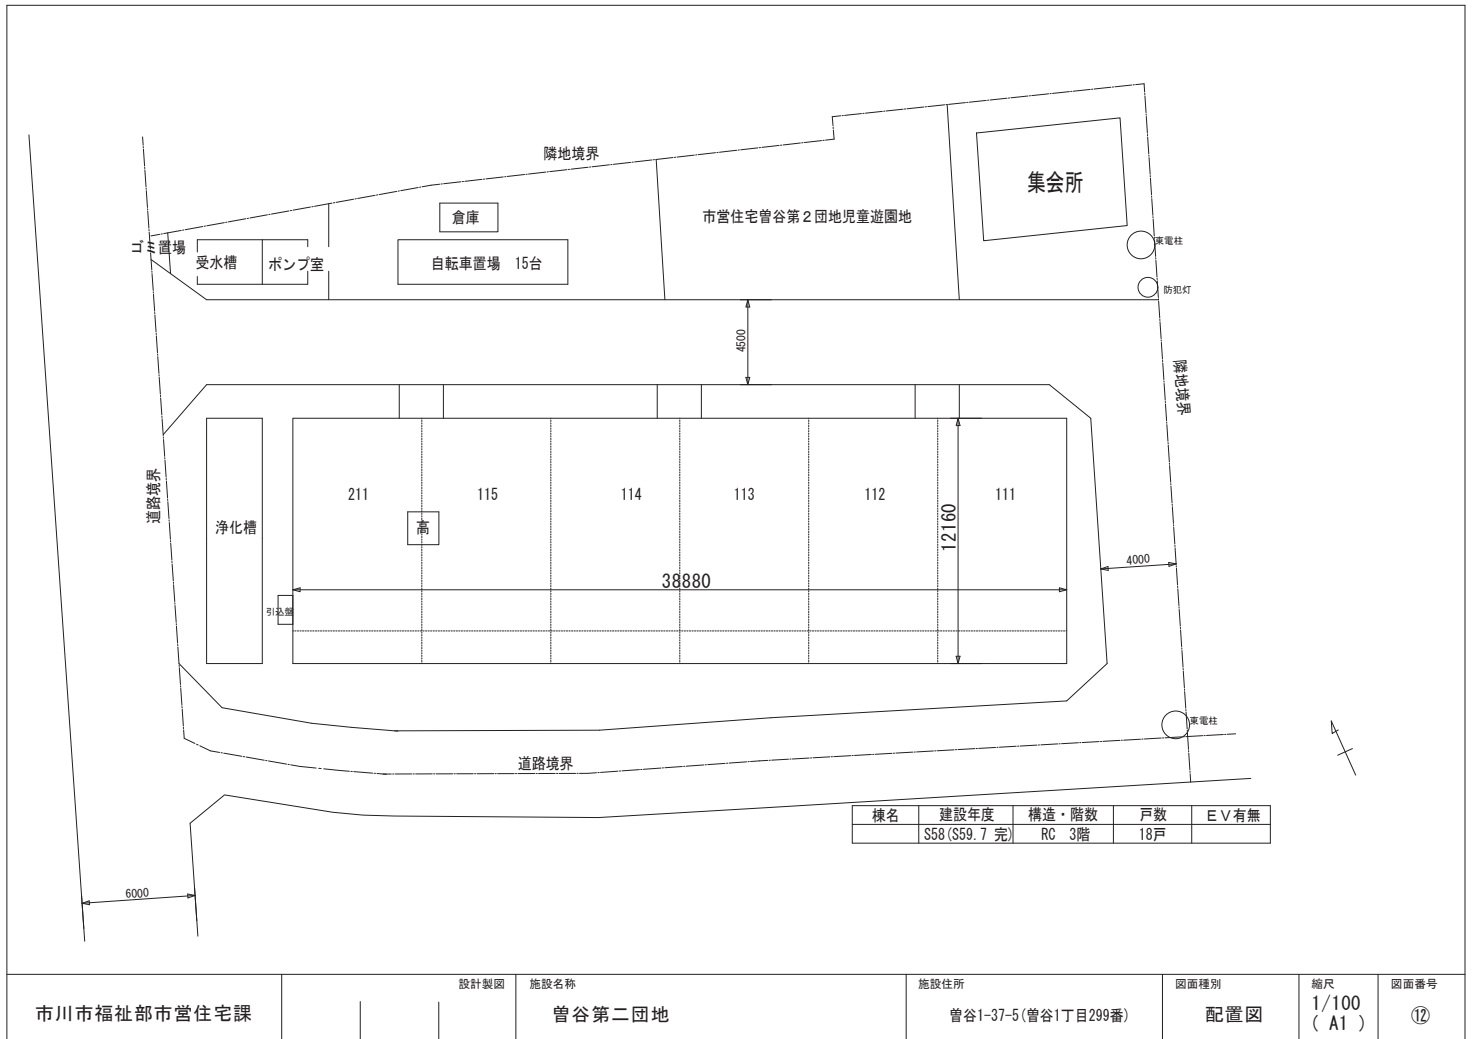 隣地境界
集会所
倉庫
市営住宅曽谷第２団地児童遊園地
ゴミ置場
受水槽
ポンプ室
自転車置場　15台
東電柱
防犯灯
4500
隣地境界
道路境界
211
115
114
113
112
111
浄化槽
高
12160
4000
38880
引込盤
東電柱
道路境界
棟名 建設年度 構造・階数 戸数 ＥＶ有無
S58(S59.7 完) RC　3階 18戸
6000
設計製図 施設名称 施設住所 図面種別 縮尺 図面番号
市川市福祉部市営住宅課 曽谷第二団地 曽谷1-37-5(曽谷1丁目299番) 配置図 1/100 ⑫
( A1 )